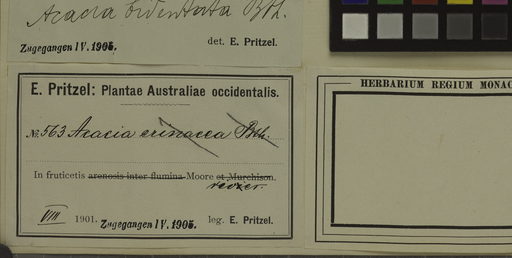 Acacia bidentata Bth.
Zugegangen IV. 1905. det. E. Pritzel.
HERBARIUM REGIUM MONAC
E. Pritzel: Plantae Australiae occidentalis.
No. 563 Acacia erinacea Bth.
In fruticetis arenosis inter flumina Moore et Murchison.
VIII 1901. Zugegangen IV. 1905. leg. E. Pritzel.